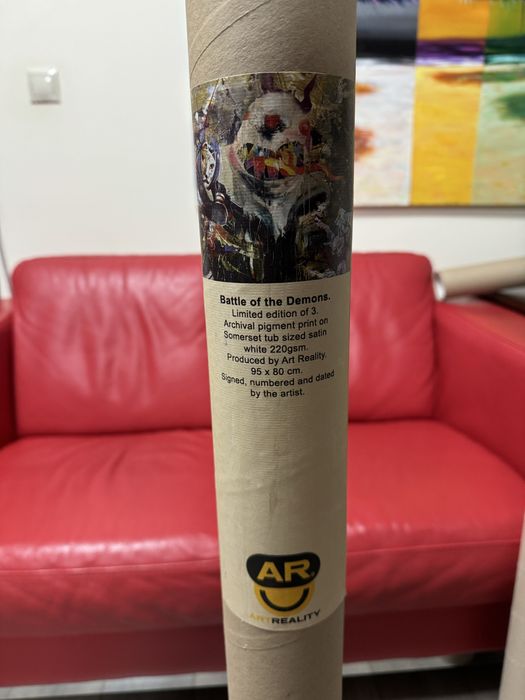 Battle of the Demons.
Limited edition of 3.
Archival pigment print on
Somerset tub sized satin
white 220gsm.
Produced by Art Reality.
95 x 80 cm.
Signed, numbered and dated
by the artist.
AR
ARTREALITY